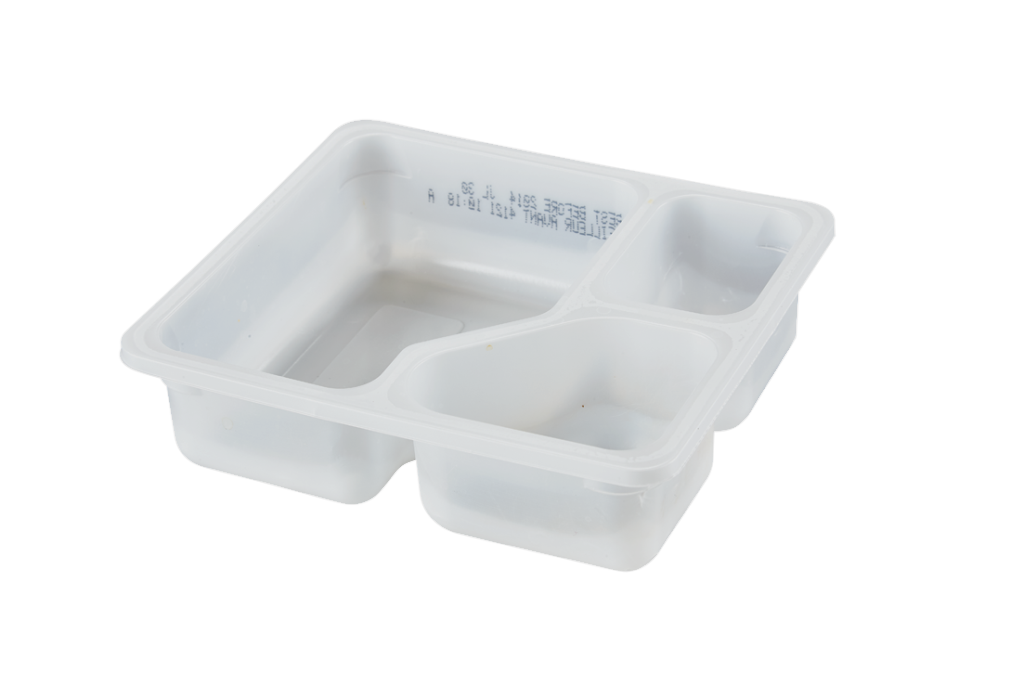 BEST BEFORE 2014 JL 30
MEILLEUR AVANT 4121 10:18 A